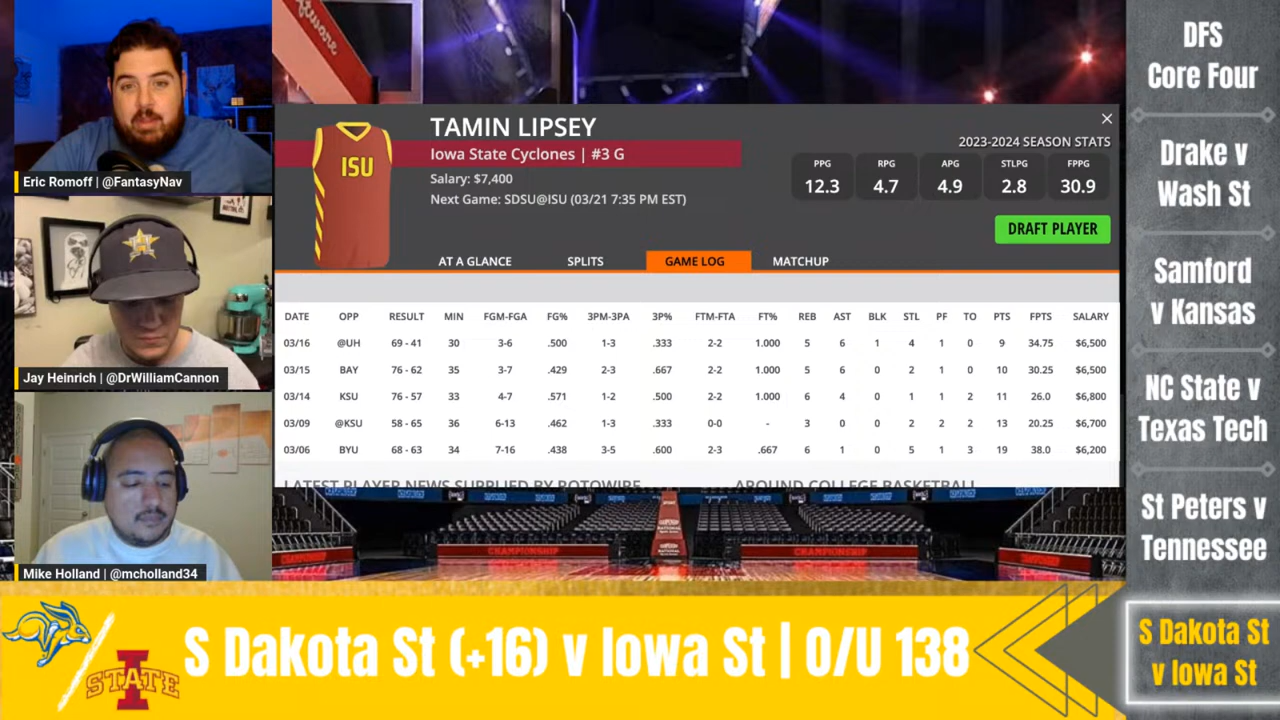 Eric Romoff | @FantasyNav
Jay Heinrich | @DrWilliamCannon
Mike Holland | @mcholland34
ISU
TAMIN LIPSEY
Iowa State Cyclones | #3 G
Salary: $7,400
Next Game: SDSU@ISU (03/21 7:35 PM EST)
2023-2024 SEASON STATS
PPG RPG APG STLPG FPPG
12.3 4.7 4.9 2.8 30.9
DRAFT PLAYER
AT A GLANCE SPLITS GAME LOG MATCHUP
DATE OPP RESULT MIN FGM-FGA FG% 3PM-3PA 3P% FTM-FTA FT% REB AST BLK STL PF TO PTS FPTS SALARY
03/16 @UH 69 - 41 30 3-6 .500 1-3 .333 2-2 1.000 5 6 1 4 1 0 9 34.75 $6,500
03/15 BAY 76 - 62 35 3-7 .429 2-3 .667 2-2 1.000 5 6 0 2 1 0 10 30.25 $6,500
03/14 KSU 76 - 57 33 4-7 .571 1-2 .500 2-2 1.000 6 4 0 1 1 2 11 26.0 $6,800
03/09 @KSU 58 - 65 36 6-13 .462 1-3 .333 0-0 - 3 0 0 2 2 2 13 20.25 $6,700
03/06 BYU 68 - 63 34 7-16 .438 3-5 .600 2-3 .667 6 1 0 5 1 3 19 38.0 $6,200
LATEST PLAYER NEWS SUPPLIED BY ROTOWIRE AROUND COLLEGE BASKETBALL
CHAMPIONSHIP
CHAMPIONSHIP
DFS
Core Four
Drake v
Wash St
Samford
v Kansas
NC State v
Texas Tech
St Peters v
Tennessee
S Dakota St
v Iowa St
STATE
S Dakota St (+16) v Iowa St | O/U 138